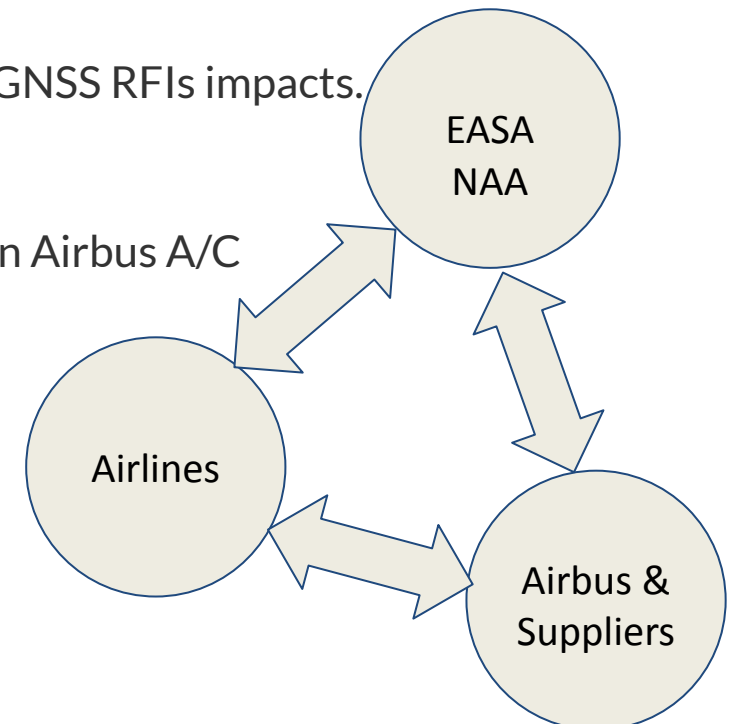 GNSS RFIs impacts.
EASA
NAA
n Airbus A/C
Airlines
Airbus &
Suppliers